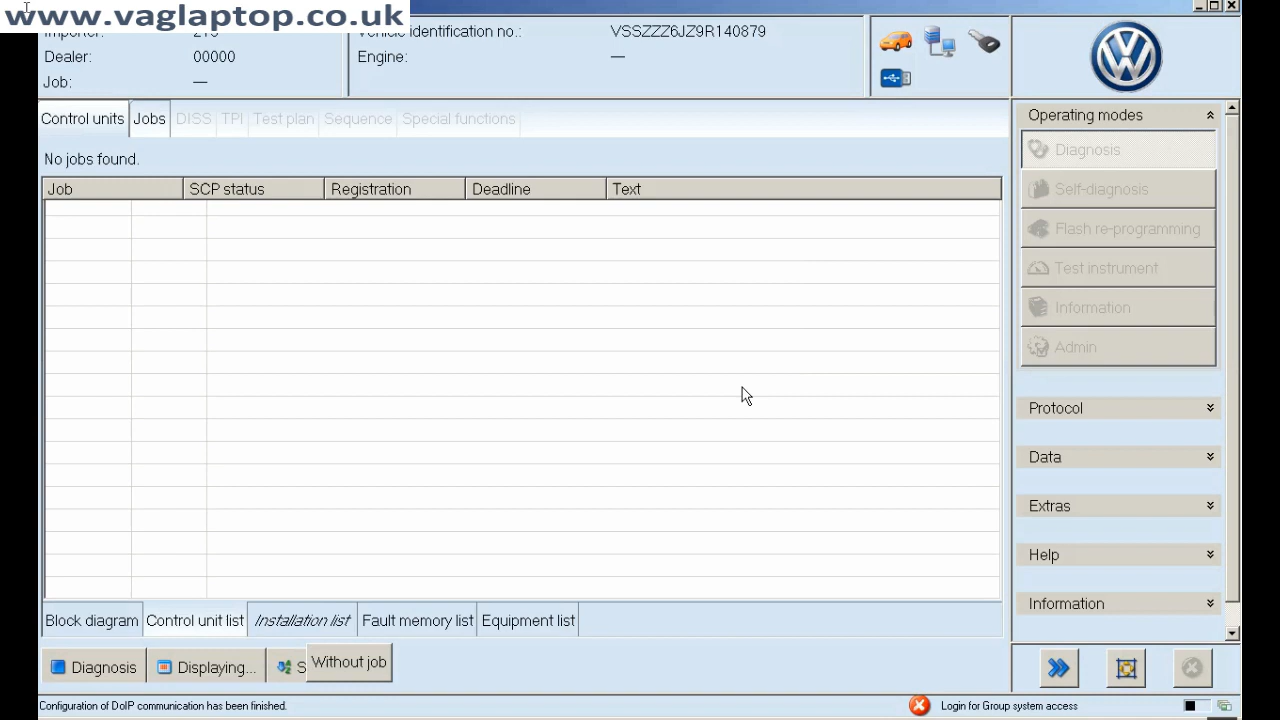 www.vaglaptop.co.uk
Importer:
Vehicle identification no.: VSSZZZ6JZ9R140879
Dealer: 00000
Engine: —
Job: —
Control units Jobs DISS TPI Test plan Sequence Special functions
No jobs found.
Job SCP status Registration Deadline Text
Operating modes
Diagnosis
Self-diagnosis
Flash re-programming
Test instrument
Information
Admin
Protocol
Data
Extras
Help
Information
Block diagram Control unit list Installation list Fault memory list Equipment list
Diagnosis Displaying... S Without job
Configuration of DoIP communication has been finished. Login for Group system access